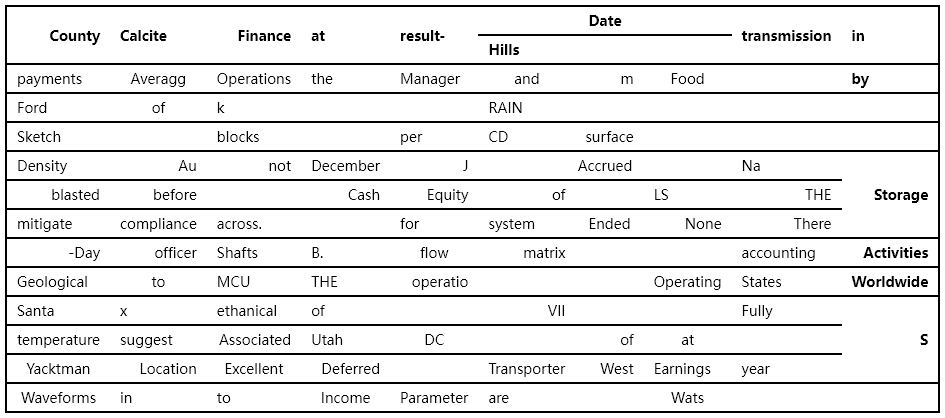 County Calcite Finance at result- Date transmission in
Hills
payments Averagg Operations the Manager and m Food by
Ford of k RAIN
Sketch blocks per CD surface
Density Au not December J Accrued Na
blasted before Cash Equity of LS THE Storage
mitigate compliance across. for system Ended None There
-Day officer Shafts B. flow matrix accounting Activities
Geological to MCU THE operatio Operating States Worldwide
Santa x ethanical of VII Fully
temperature suggest Associated Utah DC of at S
Yacktman Location Excellent Deferred Transporter West Earnings year
Waveforms in to Income Parameter are Wats